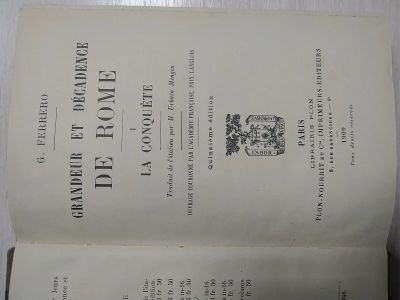 G. FERRERO
GRANDEUR ET DÉCADENCE
DE ROME
I
LA CONQUÊTE
Traduit de l'italien par M. Urbain Mengin
OUVRAGE COURONNÉ PAR L'ACADÉMIE FRANÇAISE, PRIX LANGLOIS
Quinzième édition
LABOR
PARIS
LIBRAIRIE PLON
PLON-NOURRIT ET Cie, IMPRIMEURS-ÉDITEURS
8, RUE GARANCIÈRE — 6e
1909
Tous droits réservés